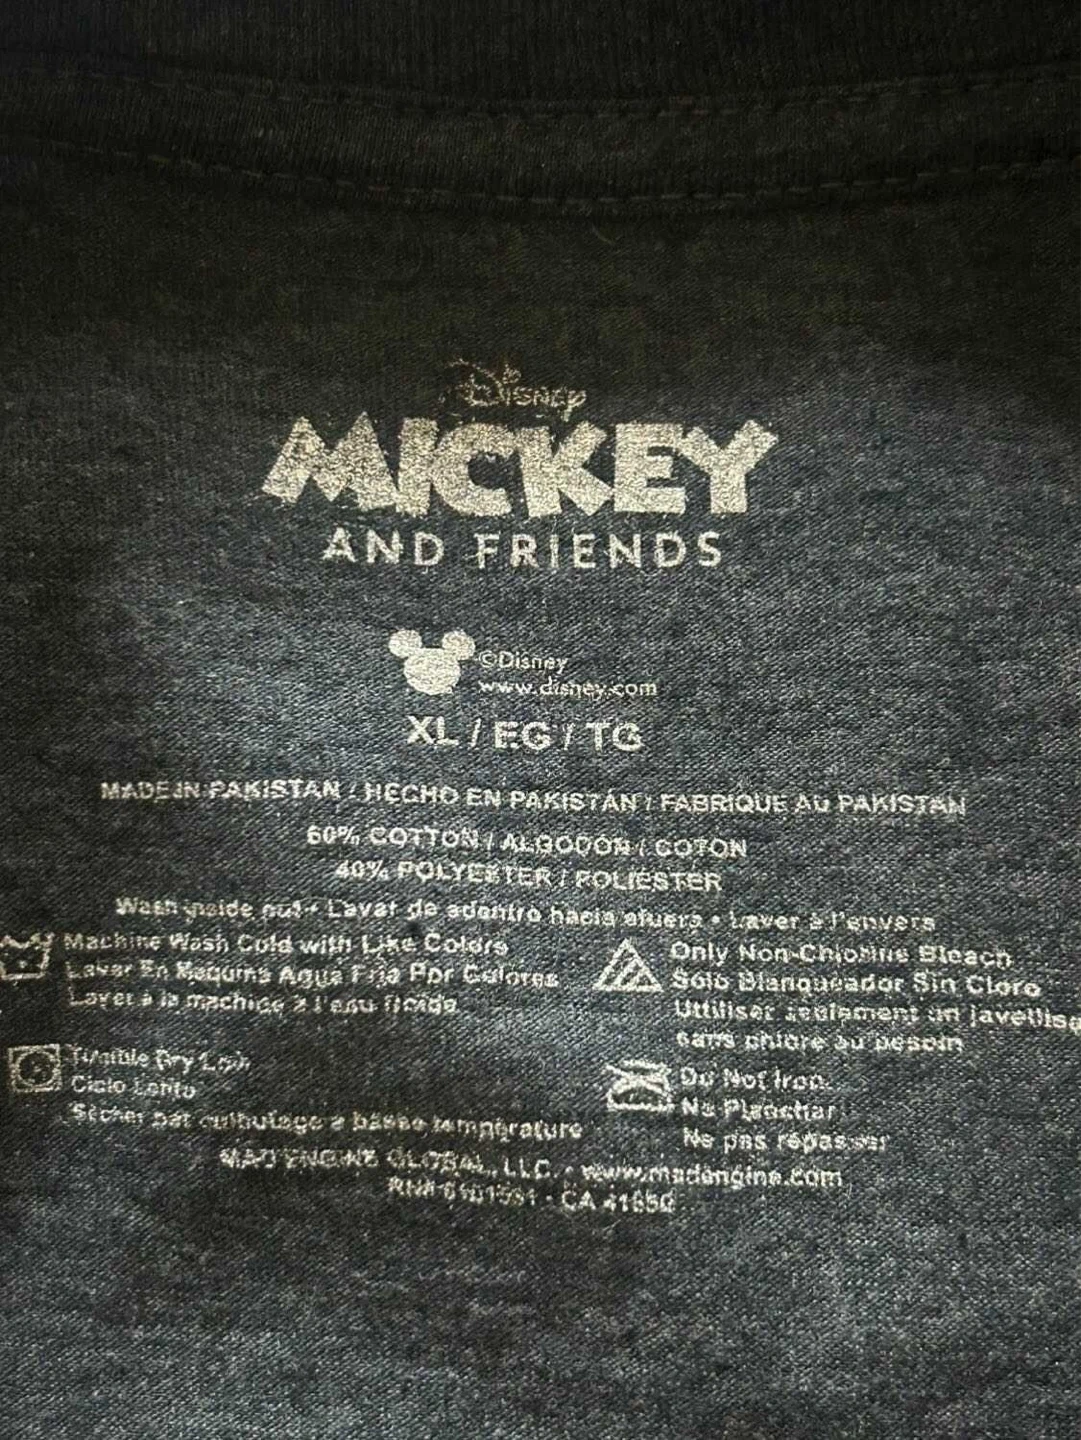 Disney
MICKEY
AND FRIENDS
©Disney
www.disney.com
XL / EG / TG
MADE IN PAKISTAN / HECHO EN PAKISTÁN / FABRIQUE AU PAKISTAN
60% COTTON / ALGODÓN / COTON
40% POLYESTER / POLIÉSTER
Wash inside out • Lavar de adentro hacia afuera • Laver à l'envers
Machine Wash Cold with Like Colors
Lavar En Maquina Agua Fria Por Colores
Laver à la machine à l'eau froide
Only Non-Chlorine Bleach
Solo Blanqueador Sin Cloro
Utiliser seulement un javellisa
sans chlore au besoin
Tumble Dry Low
Ciclo Lento
Sécher par culbutage à basse température
Do Not Iron
No Planchar
Ne pas repasser
MAD ENGINE GLOBAL, LLC. • www.madengine.com
RN# • CA